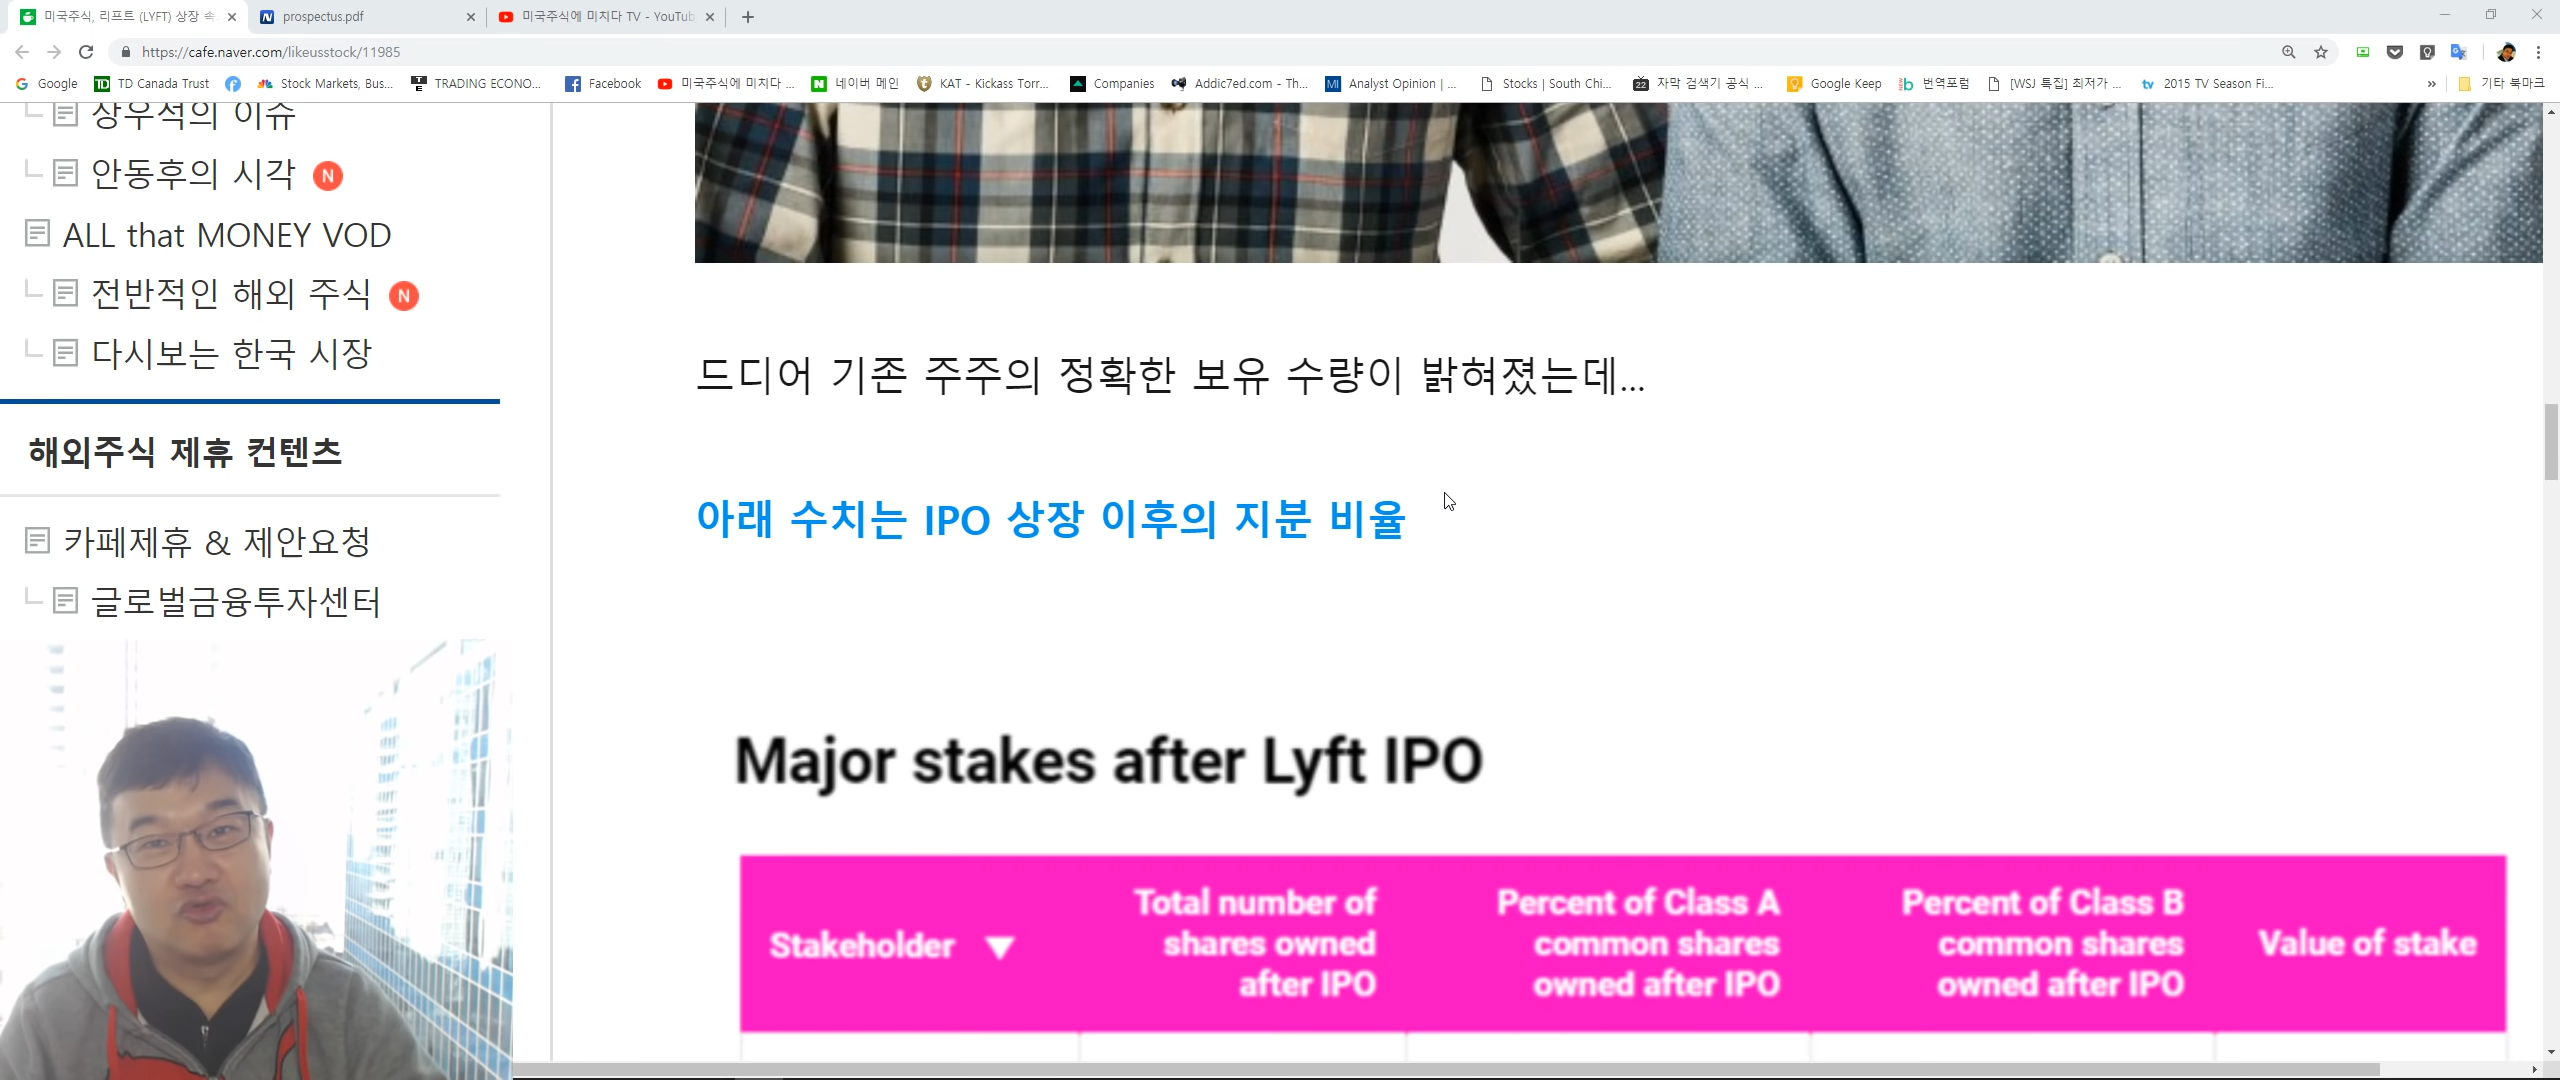 미국주식, 리프트 (LYFT) 상장 속
prospectus.pdf
미국주식에 미치다 TV - YouTub
https://cafe.naver.com/likeusstock/11985
Google
TD Canada Trust
Stock Markets, Bus...
TRADING ECONO...
Facebook
미국주식에 미치다 ...
네이버 메인
KAT - Kickass Torr...
Companies
Addic7ed.com - Th...
Analyst Opinion | ...
Stocks | South Chi...
자막 검색기 공식 ...
Google Keep
번역포럼
[WSJ 특집] 최저가 ...
2015 TV Season Fi...
»
기타 북마크
장우석의 이슈
안동후의 시각 N
ALL that MONEY VOD
전반적인 해외 주식 N
다시보는 한국 시장
해외주식 제휴 컨텐츠
카페제휴 & 제안요청
글로벌금융투자센터
드디어 기존 주주의 정확한 보유 수량이 밝혀졌는데...
아래 수치는 IPO 상장 이후의 지분 비율
Major stakes after Lyft IPO
Stakeholder
Total number of
shares owned
after IPO
Percent of Class A
common shares
owned after IPO
Percent of Class B
common shares
owned after IPO
Value of stake